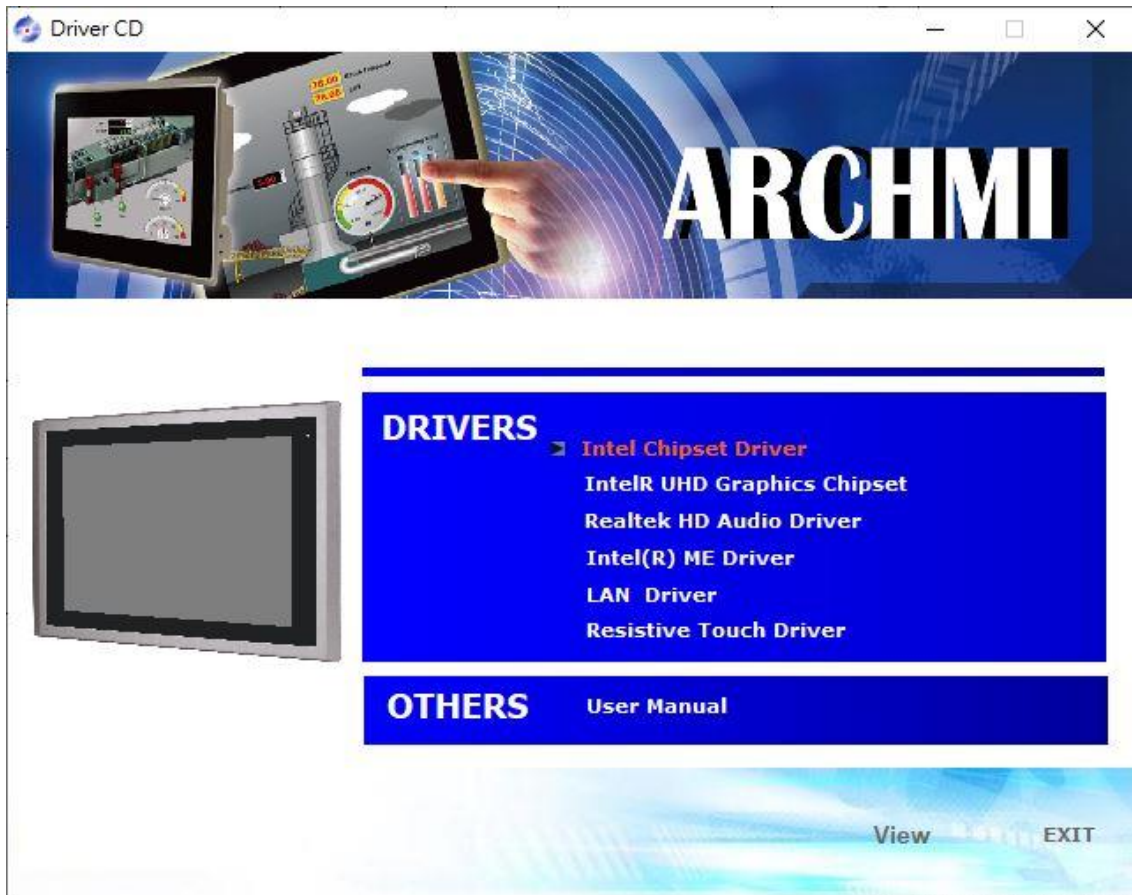 Driver CD
ARCHMI
DRIVERS
Intel Chipset Driver
IntelR UHD Graphics Chipset
Realtek HD Audio Driver
Intel(R) ME Driver
LAN Driver
Resistive Touch Driver
OTHERS
User Manual
View
EXIT